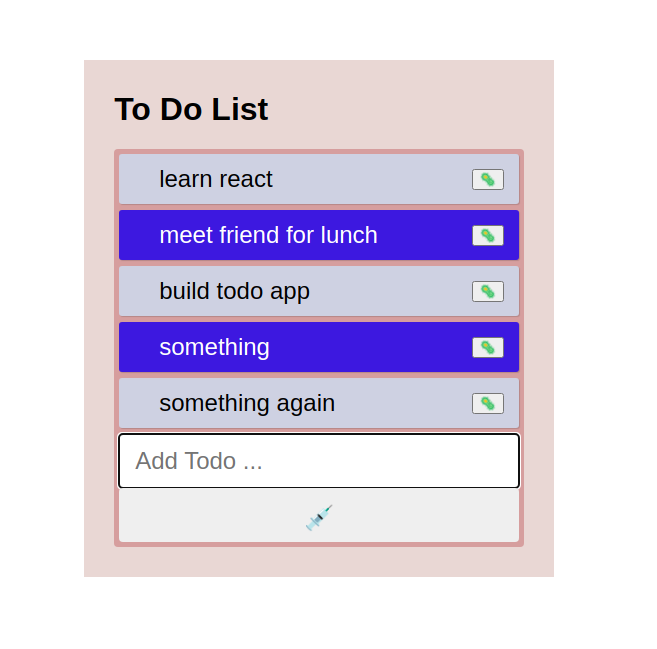 To Do List
learn react
meet friend for lunch
build todo app
something
something again
Add Todo ...